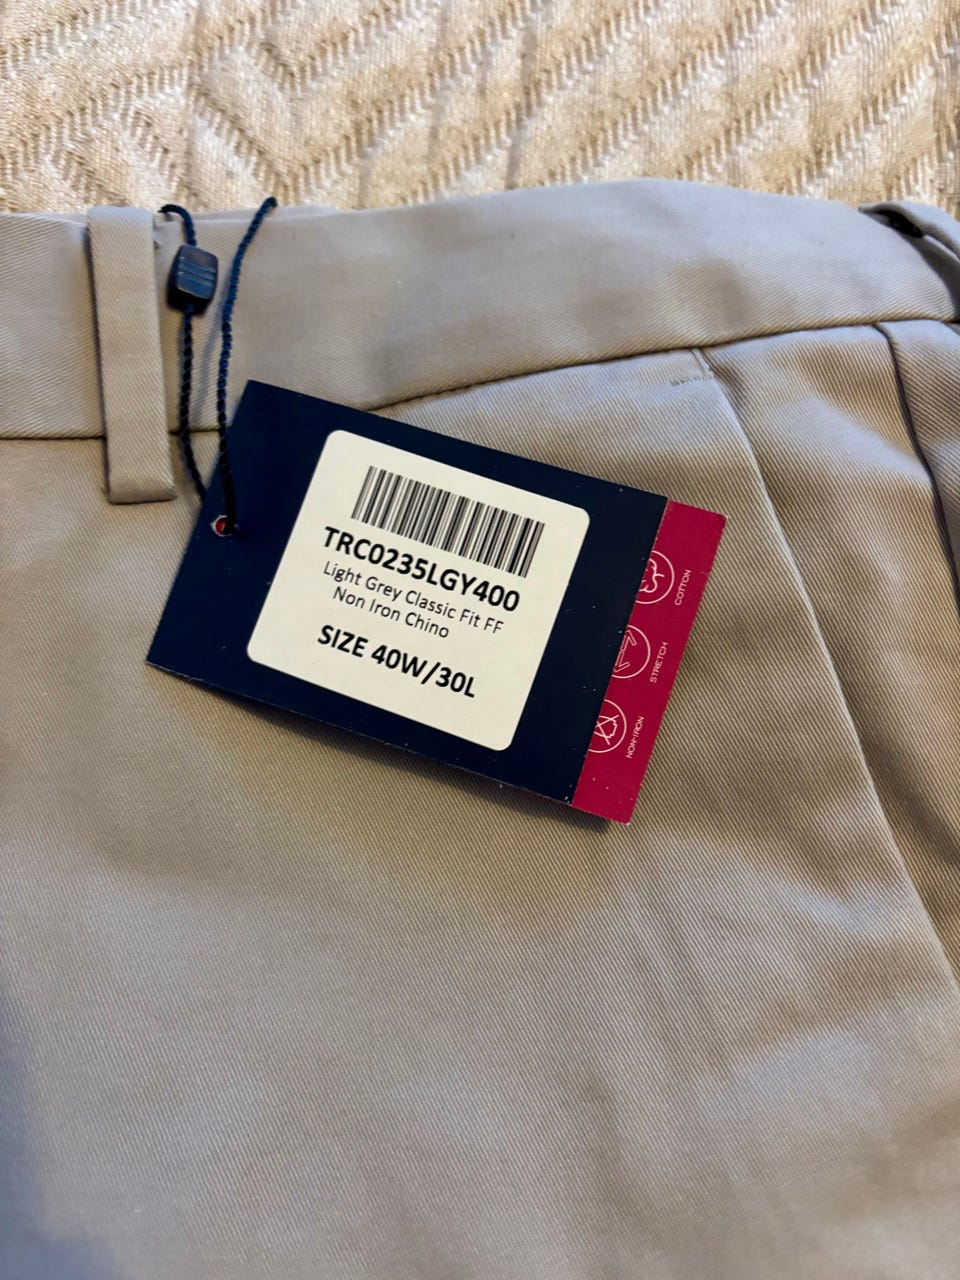 TRC0235LGY400
Light Grey Classic Fit FF
Non Iron Chino
SIZE 40W/30L
COTTON
STRETCH
NON-IRON